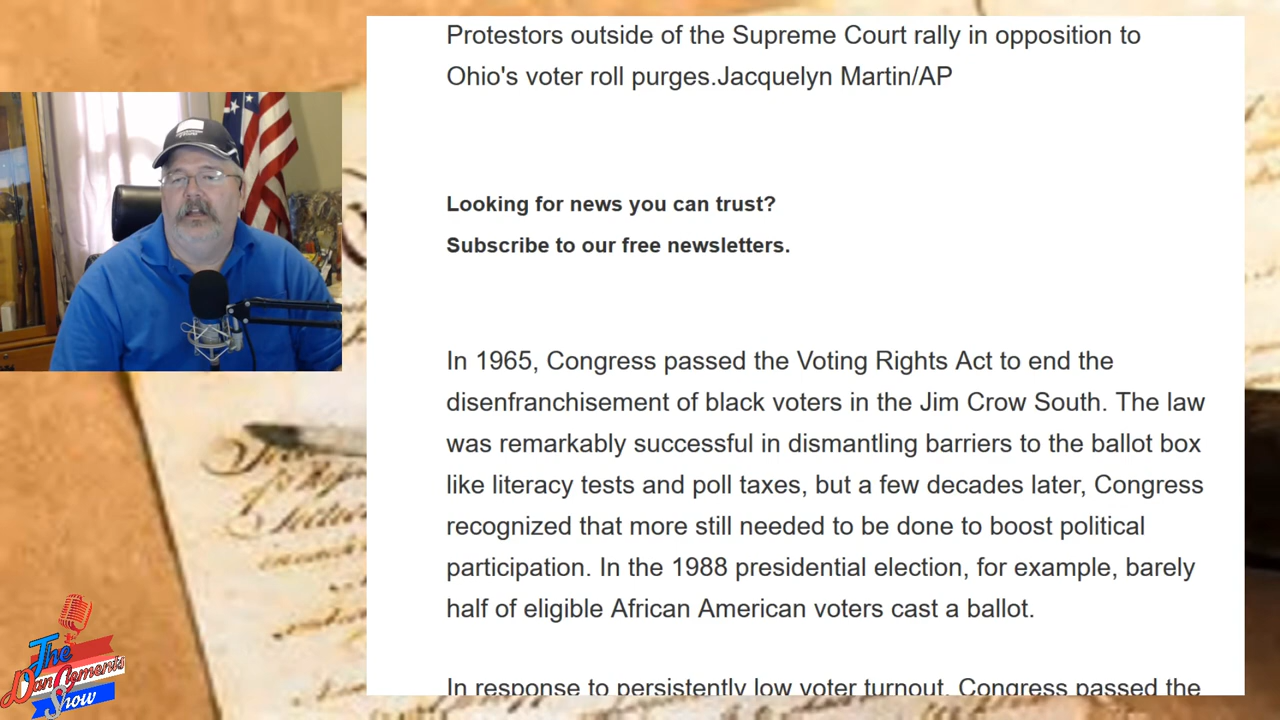 Protestors outside of the Supreme Court rally in opposition to
Ohio's voter roll purges.Jacquelyn Martin/AP
Looking for news you can trust?
Subscribe to our free newsletters.
In 1965, Congress passed the Voting Rights Act to end the
disenfranchisement of black voters in the Jim Crow South. The law
was remarkably successful in dismantling barriers to the ballot box
like literacy tests and poll taxes, but a few decades later, Congress
recognized that more still needed to be done to boost political
participation. In the 1988 presidential election, for example, barely
half of eligible African American voters cast a ballot.
In response to persistently low voter turnout, Congress passed the
The
Dan Clements
Show